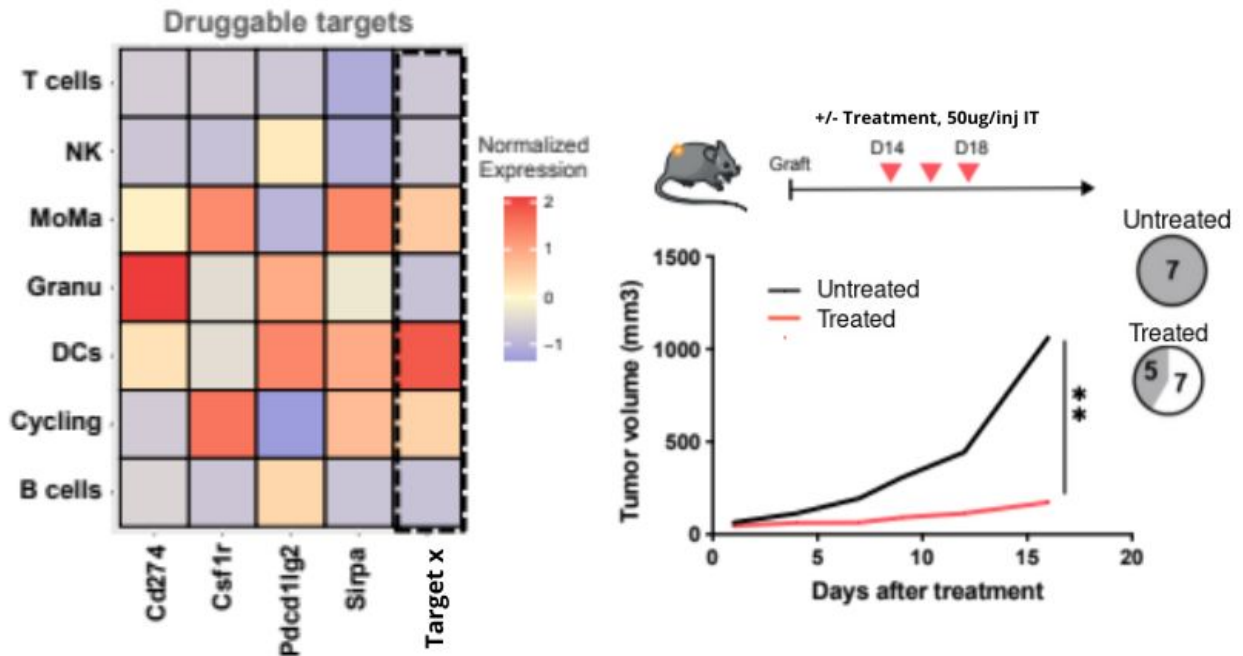 Druggable targets
T cells
NK
MoMa
Granu
DCs
Cycling
B cells
Cd274
Csf1r
Pdcd1lg2
Sirpa
Target x
Normalized
Expression
2
1
0
−1
+/- Treatment, 50ug/inj IT
D14
D18
Graft
Untreated
7
Treated
5
7
Untreated
Treated
Tumor volume (mm3)
1500
1000
500
0
0
5
10
15
20
Days after treatment
**